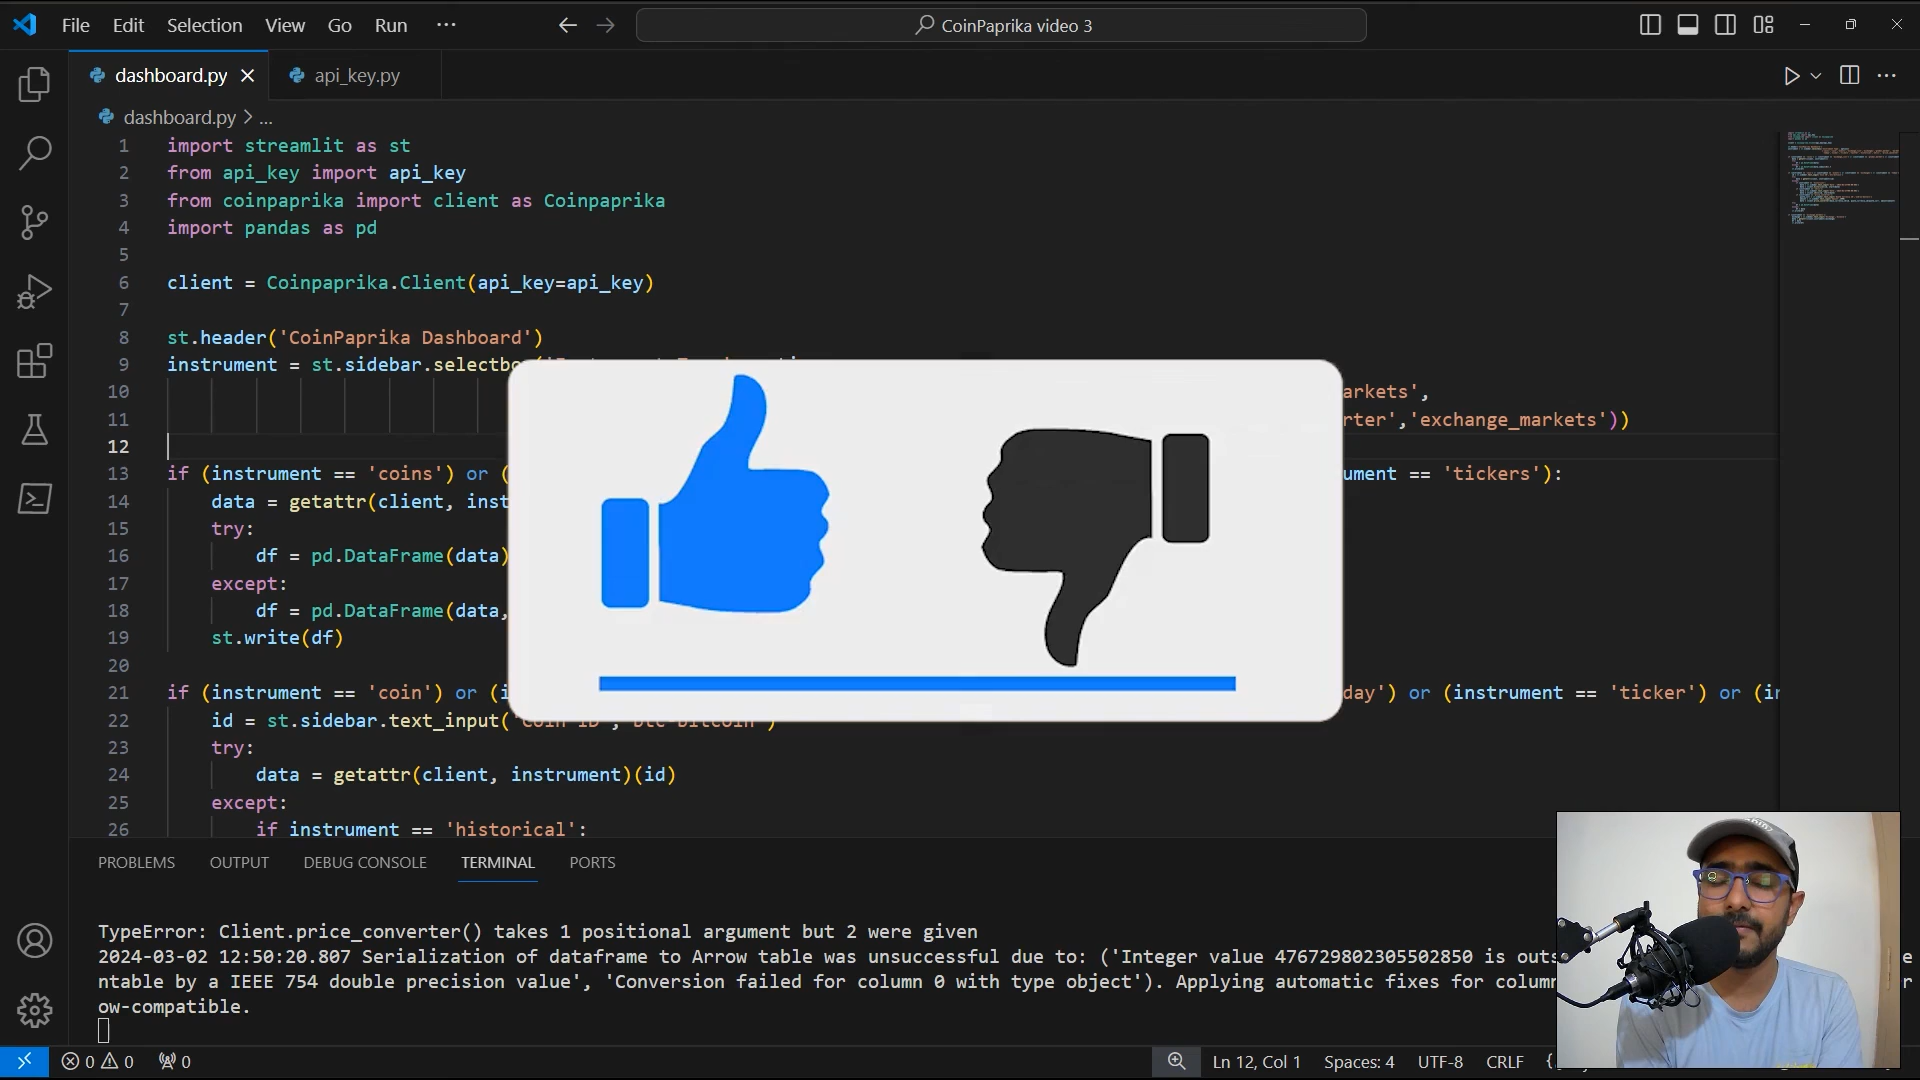 File Edit Selection View Go Run ···
CoinPaprika video 3
dashboard.py
api_key.py
dashboard.py > ...
1 import streamlit as st
2 from api_key import api_key
3 from coinpaprika import client as Coinpaprika
4 import pandas as pd
5
6 client = Coinpaprika.Client(api_key=api_key)
7
8 st.header('CoinPaprika Dashboard')
9 instrument = st.sidebar.selectbo
10 arkets',
11 rter','exchange_markets'))
12
13 if (instrument == 'coins') or ( ument == 'tickers'):
14 data = getattr(client, inst
15 try:
16 df = pd.DataFrame(data)
17 except:
18 df = pd.DataFrame(data,
19 st.write(df)
20
21 if (instrument == 'coin') or (i day') or (instrument == 'ticker') or (in
22 id = st.sidebar.text_input(
23 try:
24 data = getattr(client, instrument)(id)
25 except:
26 if instrument == 'historical':
PROBLEMS OUTPUT DEBUG CONSOLE TERMINAL PORTS
TypeError: Client.price_converter() takes 1 positional argument but 2 were given
2024-03-02 12:50:20.807 Serialization of dataframe to Arrow table was unsuccessful due to: ('Integer value 476729802305502850 is outs e
ntable by a IEEE 754 double precision value', 'Conversion failed for column 0 with type object'). Applying automatic fixes for colum r
ow-compatible.
0 0 0 Ln 12, Col 1 Spaces: 4 UTF-8 CRLF {